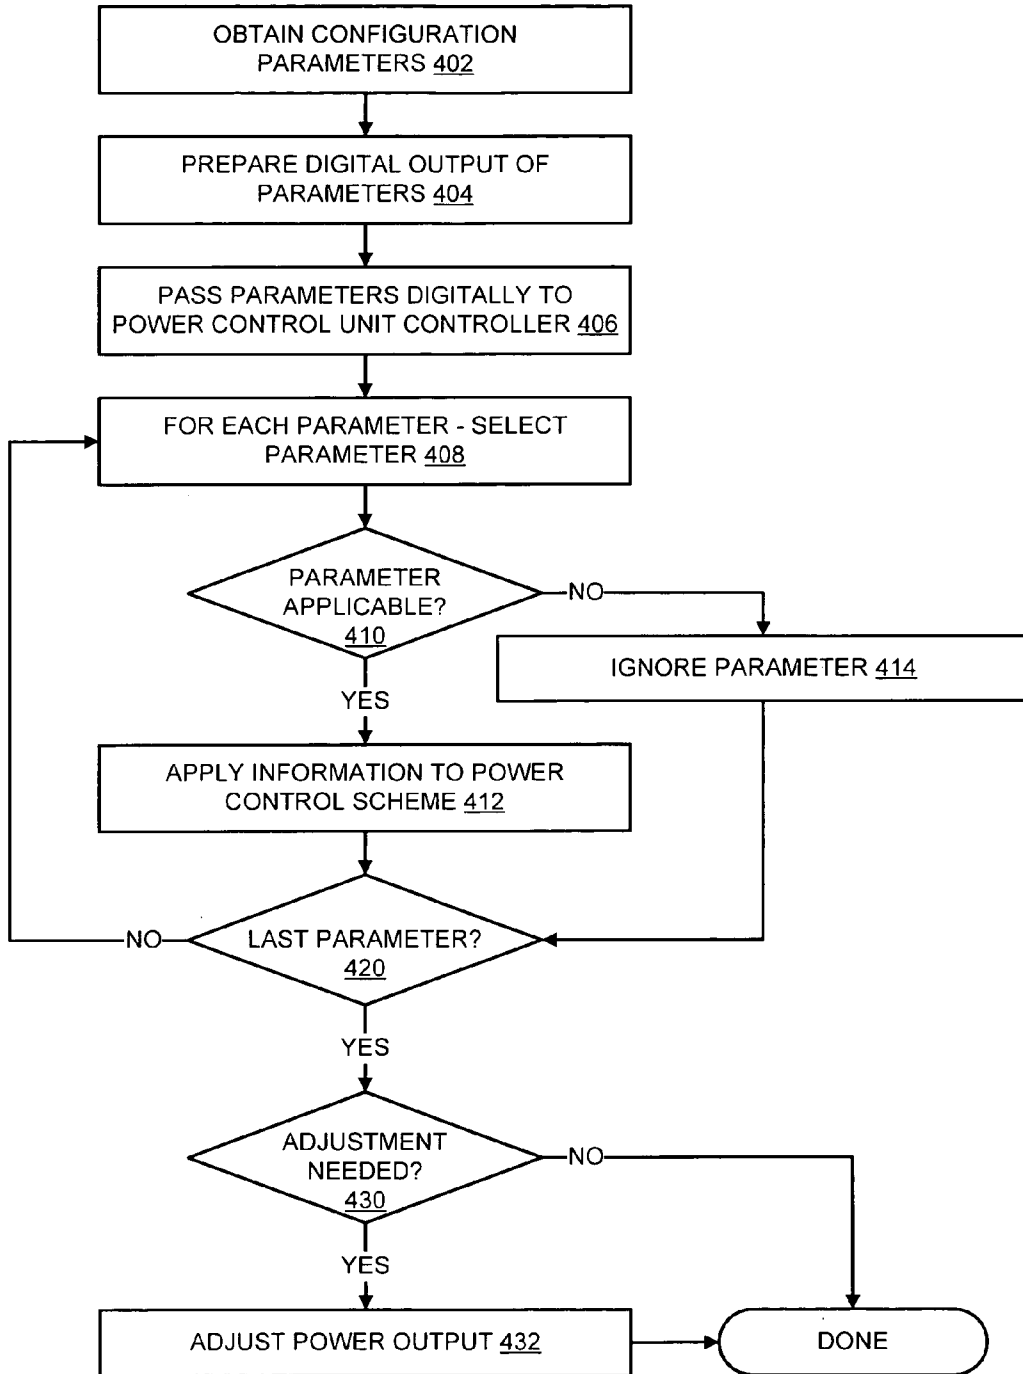 OBTAIN CONFIGURATION
PARAMETERS 402
PREPARE DIGITAL OUTPUT OF
PARAMETERS 404
PASS PARAMETERS DIGITALLY TO
POWER CONTROL UNIT CONTROLLER 406
FOR EACH PARAMETER - SELECT
PARAMETER 408
PARAMETER
APPLICABLE?
410
NO
YES
IGNORE PARAMETER 414
APPLY INFORMATION TO POWER
CONTROL SCHEME 412
LAST PARAMETER?
420
NO
YES
ADJUSTMENT
NEEDED?
430
NO
YES
ADJUST POWER OUTPUT 432
DONE